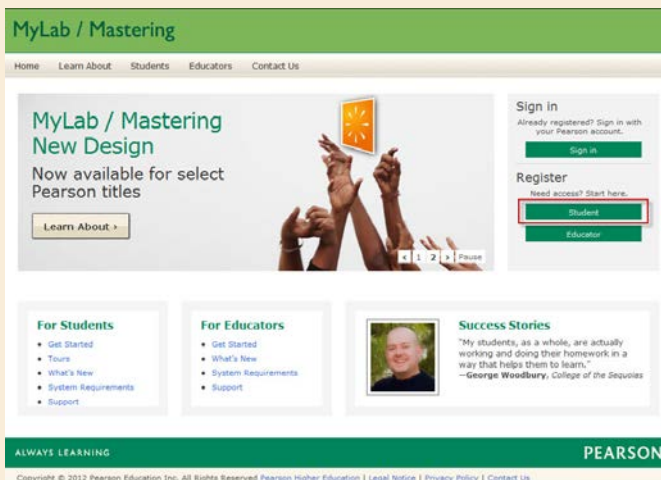 MyLab / Mastering
Home Learn About Students Educators Contact Us
MyLab / Mastering
New Design
Now available for select
Pearson titles
Learn About ›
< 1 2 > Pause
Sign in
Already registered? Sign in with
your Pearson account.
Sign in
Register
Need access? Start here.
Student
Educator
For Students
• Get Started
• Tours
• What's New
• System Requirements
• Support
For Educators
• Get Started
• What's New
• System Requirements
• Support
Success Stories
"My students, as a whole, are actually
working and doing their homework in a
way that helps them to learn."
—George Woodbury, College of the Sequoias
ALWAYS LEARNING
PEARSON
Copyright © 2012 Pearson Education Inc. All Rights Reserved Pearson Higher Education | Legal Notice | Privacy Policy | Contact Us